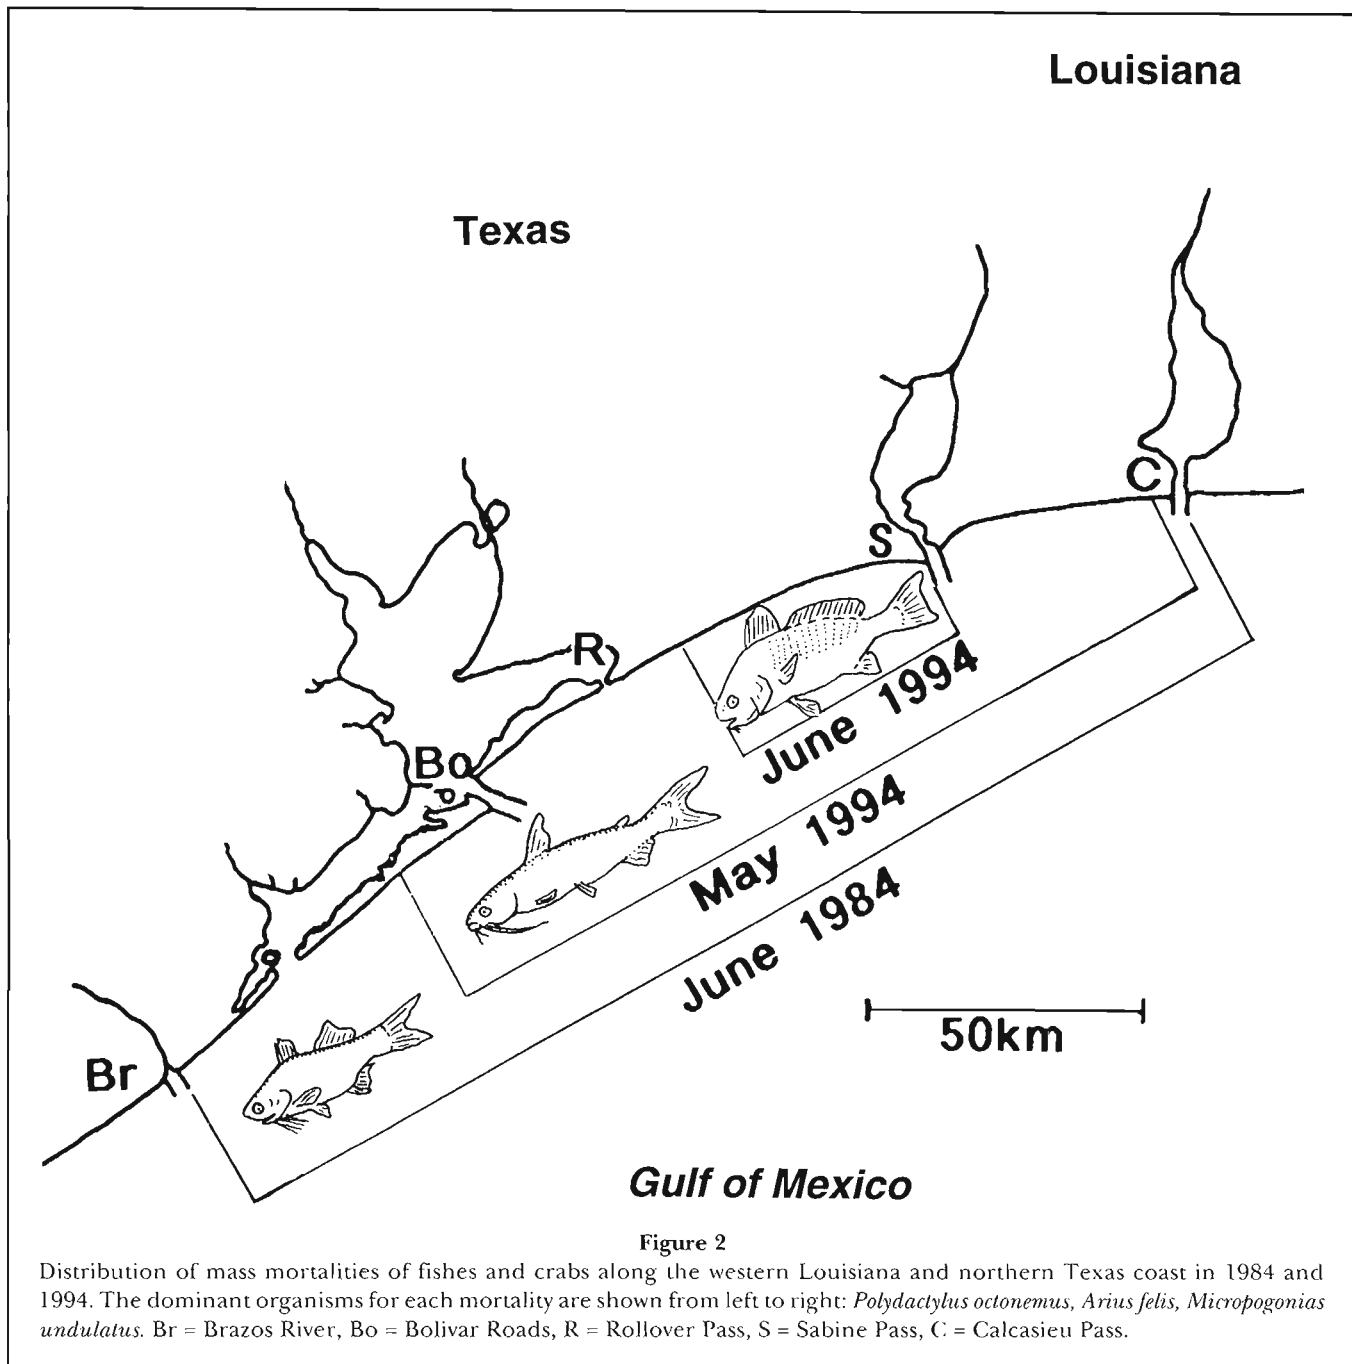 Louisiana
Texas
C
S
R
Bo
June 1994
May 1994
June 1984
50km
Br
Gulf of Mexico
Figure 2
Distribution of mass mortalities of fishes and crabs along the western Louisiana and northern Texas coast in 1984 and
1994. The dominant organisms for each mortality are shown from left to right: Polydactylus octonemus, Arius felis, Micropogonias
undulatus. Br = Brazos River, Bo = Bolivar Roads, R = Rollover Pass, S = Sabine Pass, C = Calcasieu Pass.